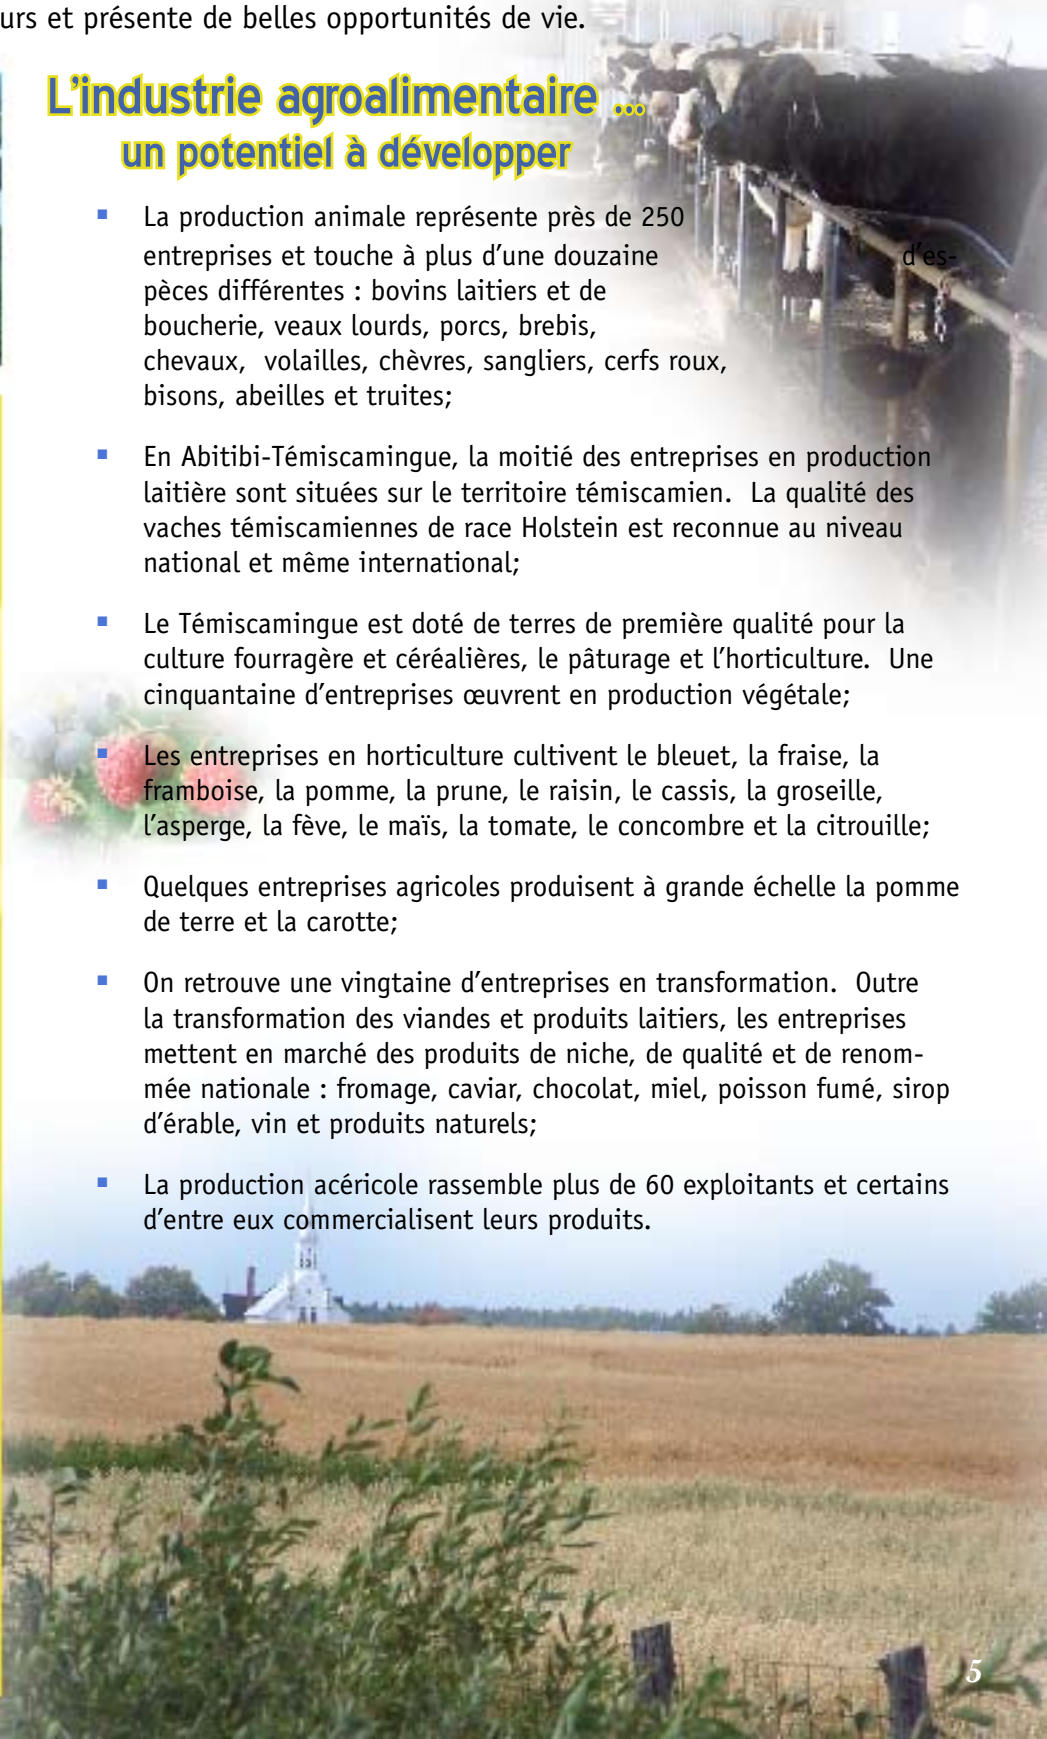 urs et présente de belles opportunités de vie.
L'industrie agroalimentaire ...
un potentiel à développer
▪ La production animale représente près de 250
entreprises et touche à plus d'une douzaine d'es-
pèces différentes : bovins laitiers et de
boucherie, veaux lourds, porcs, brebis,
chevaux, volailles, chèvres, sangliers, cerfs roux,
bisons, abeilles et truites;
▪ En Abitibi-Témiscamingue, la moitié des entreprises en production
laitière sont situées sur le territoire témiscamien. La qualité des
vaches témiscamiennes de race Holstein est reconnue au niveau
national et même international;
▪ Le Témiscamingue est doté de terres de première qualité pour la
culture fourragère et céréalières, le pâturage et l'horticulture. Une
cinquantaine d'entreprises œuvrent en production végétale;
▪ Les entreprises en horticulture cultivent le bleuet, la fraise, la
framboise, la pomme, la prune, le raisin, le cassis, la groseille,
l'asperge, la fève, le maïs, la tomate, le concombre et la citrouille;
▪ Quelques entreprises agricoles produisent à grande échelle la pomme
de terre et la carotte;
▪ On retrouve une vingtaine d'entreprises en transformation. Outre
la transformation des viandes et produits laitiers, les entreprises
mettent en marché des produits de niche, de qualité et de renom-
mée nationale : fromage, caviar, chocolat, miel, poisson fumé, sirop
d'érable, vin et produits naturels;
▪ La production acéricole rassemble plus de 60 exploitants et certains
d'entre eux commercialisent leurs produits.
5